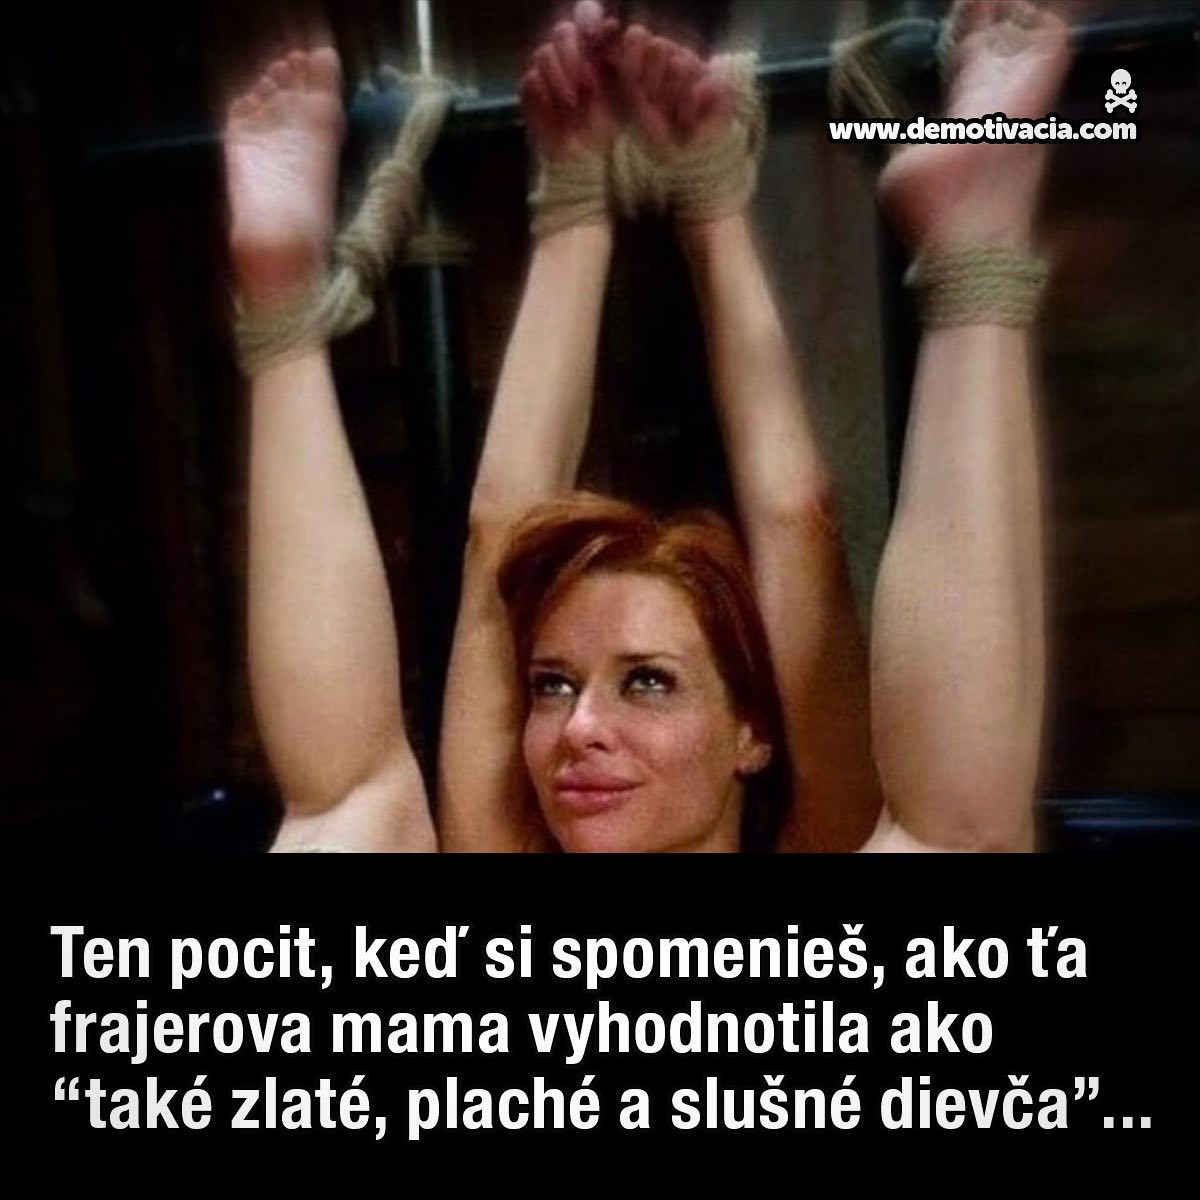 www.demotivacia.com
Ten pocit, keď si spomenieš, ako ťa
frajerova mama vyhodnotila ako
“také zlaté, plaché a slušné dievča”...